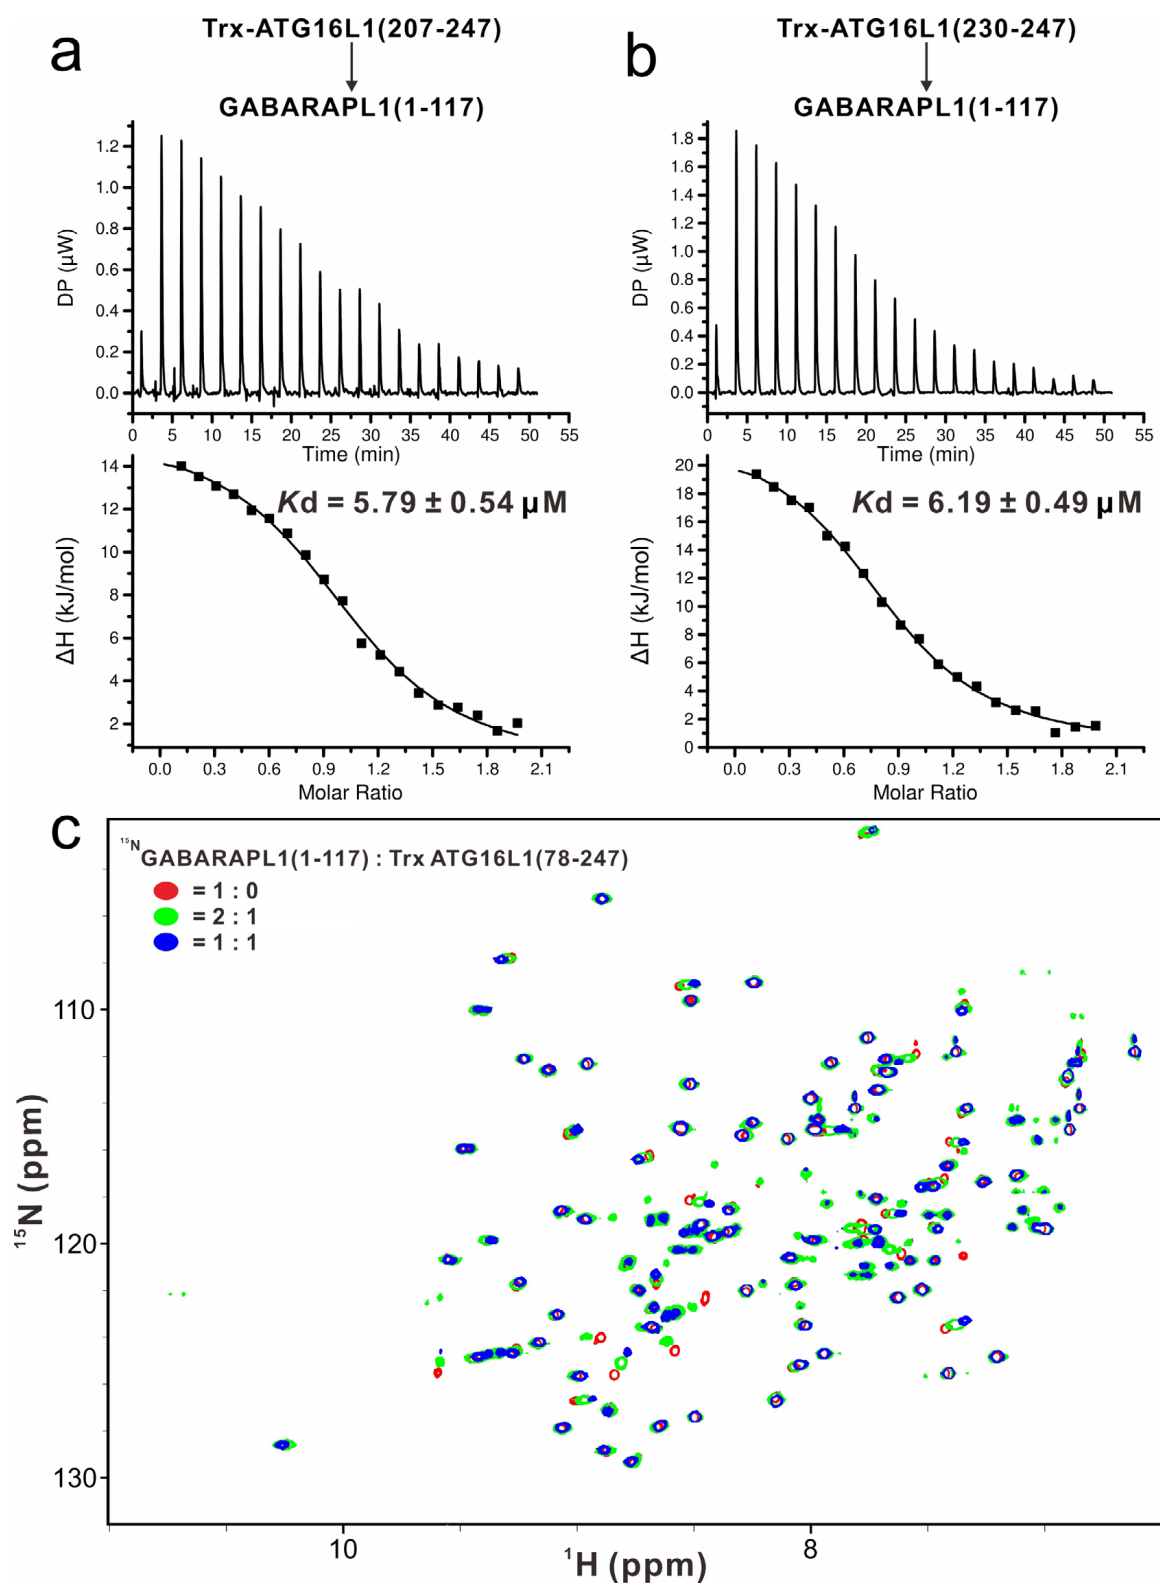 a
Trx-ATG16L1(207-247)
GABARAPL1(1-117)
1.2
1.0
0.8
0.6
0.4
0.2
0.0
DP (µW)
0 5 10 15 20 25 30 35 40 45 50 55
Time (min)
14
12
10
8
6
4
2
ΔH (kJ/mol)
Kd = 5.79 ± 0.54 µM
0.0 0.3 0.6 0.9 1.2 1.5 1.8 2.1
Molar Ratio
b
Trx-ATG16L1(230-247)
GABARAPL1(1-117)
1.8
1.6
1.4
1.2
1.0
0.8
0.6
0.4
0.2
0.0
DP (µW)
0 5 10 15 20 25 30 35 40 45 50 55
Time (min)
20
18
16
14
12
10
8
6
4
2
0
ΔH (kJ/mol)
Kd = 6.19 ± 0.49 µM
0.0 0.3 0.6 0.9 1.2 1.5 1.8 2.1
Molar Ratio
c
¹⁵NGABARAPL1(1-117) : Trx ATG16L1(78-247)
= 1 : 0
= 2 : 1
= 1 : 1
110
120
130
¹⁵N (ppm)
10 8
¹H (ppm)